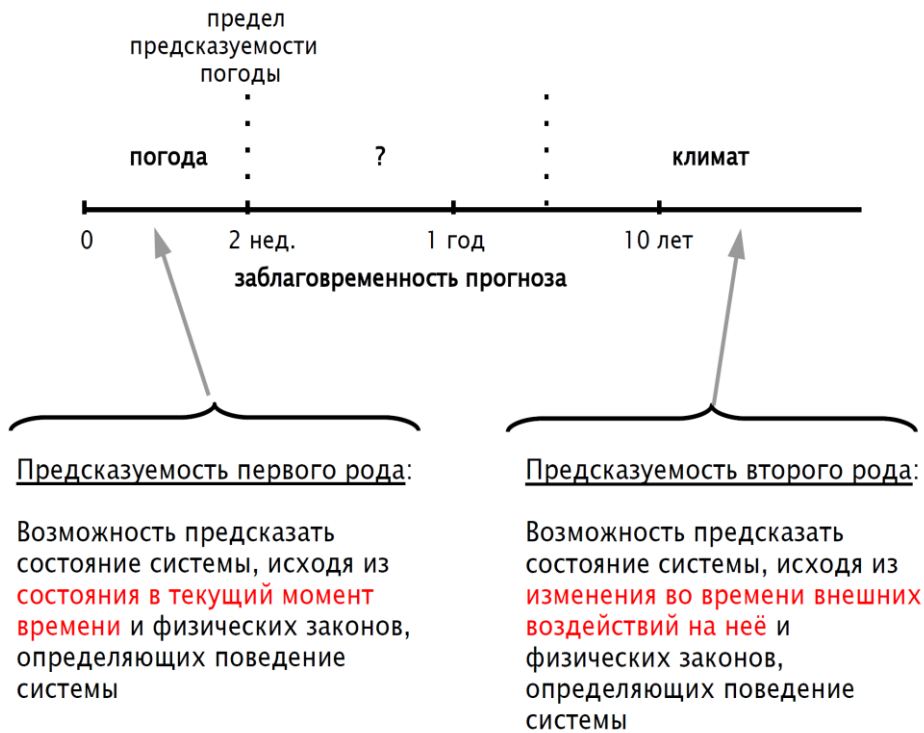 предел
предсказуемости
погоды
погода
?
климат
0
2 нед.
1 год
10 лет
заблаговременность прогноза
Предсказуемость первого рода:
Возможность предсказать
состояние системы, исходя из
состояния в текущий момент
времени и физических законов,
определяющих поведение
системы
Предсказуемость второго рода:
Возможность предсказать
состояние системы, исходя из
изменения во времени внешних
воздействий на неё и
физических законов,
определяющих поведение
системы